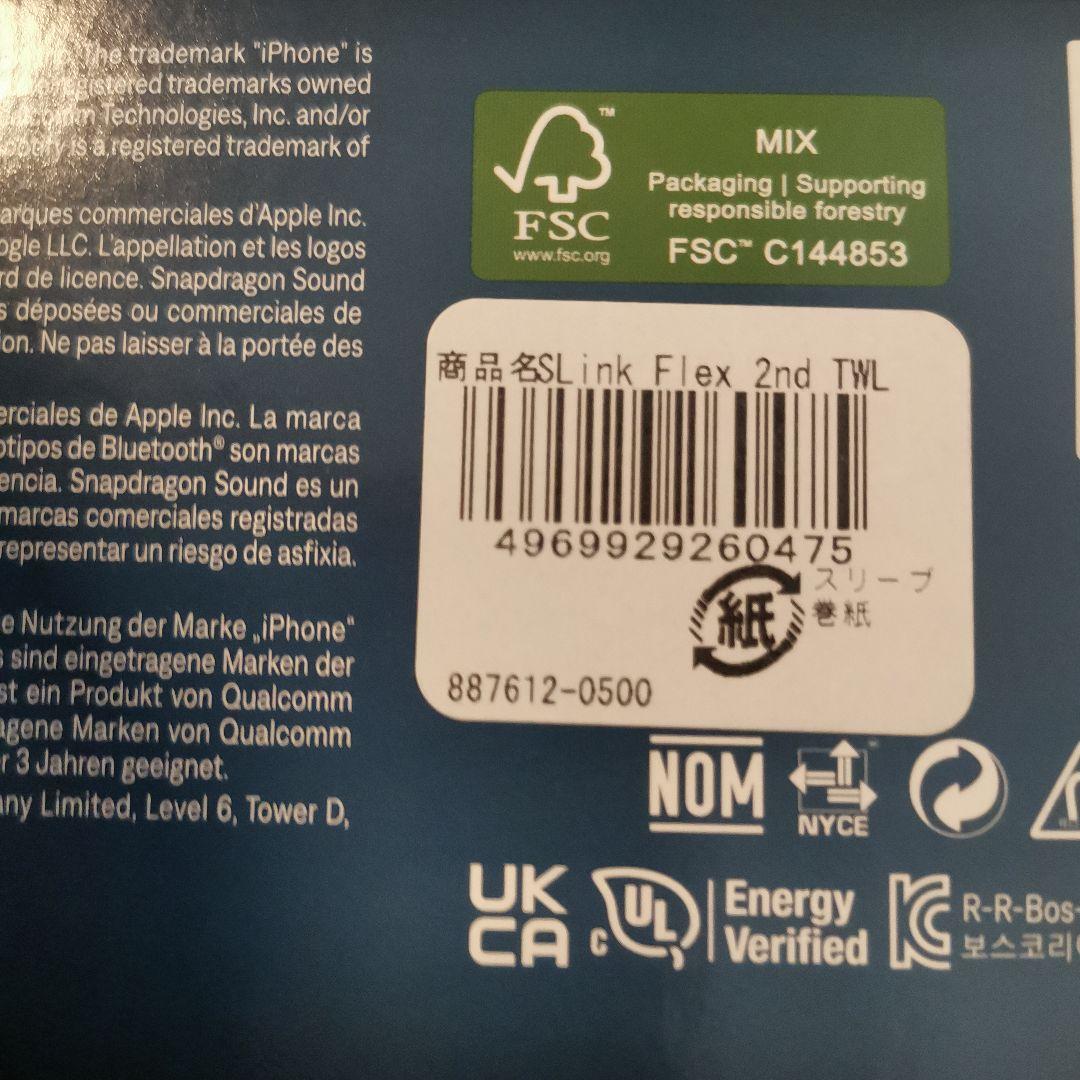 The trademark "iPhone" is
registered trademarks owned
Technologies, Inc. and/or
is a registered trademark of
arques commerciales d'Apple Inc.
ogle LLC. L'appellation et les logos
rd de licence. Snapdragon Sound
s déposées ou commerciales de
on. Ne pas laisser à la portée des
erciales de Apple Inc. La marca
otipos de Bluetooth® son marcas
encia. Snapdragon Sound es un
marcas comerciales registradas
representar un riesgo de asfixia.
e Nutzung der Marke „iPhone"
s sind eingetragene Marken der
st ein Produkt von Qualcomm
agene Marken von Qualcomm
r 3 Jahren geeignet.
any Limited, Level 6, Tower D,
FSC™
www.fsc.org
MIX
Packaging | Supporting
responsible forestry
FSC™ C144853
商品名SLink Flex 2nd TWL
4969929260475
紙
スリーブ
巻紙
887612-0500
NOM
NYCE
UK
CA
C UL
Energy
Verified
R-R-Bos-
보스코리